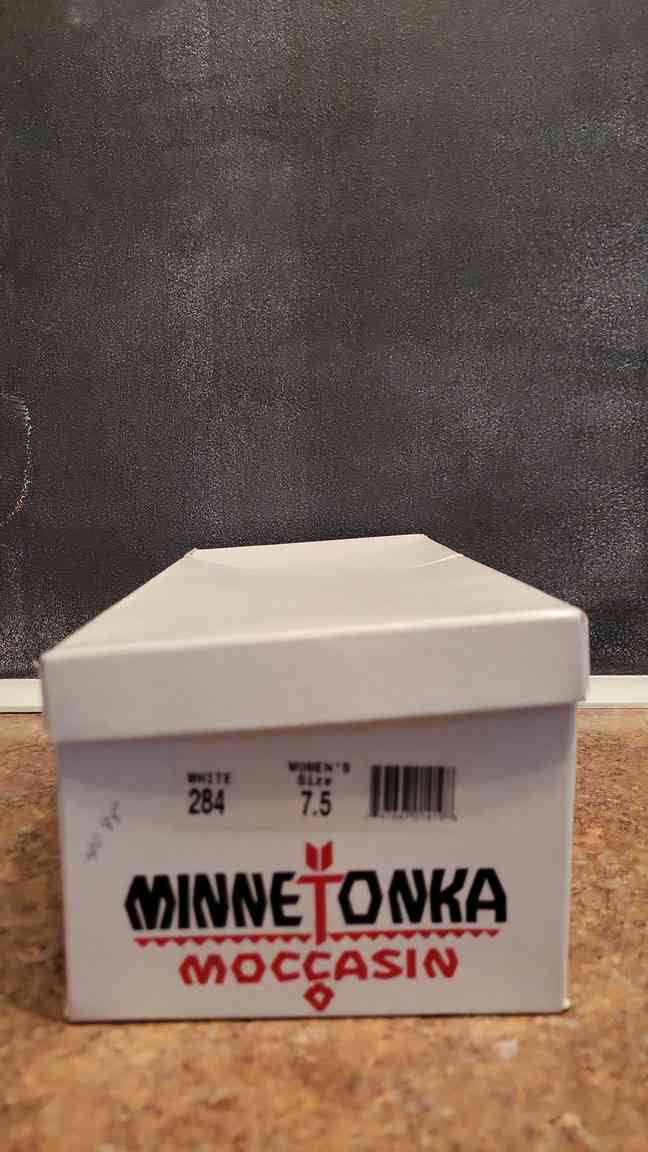 WHITE
284
WOMEN'S
Size
7.5
MINNETONKA
MOCCASIN